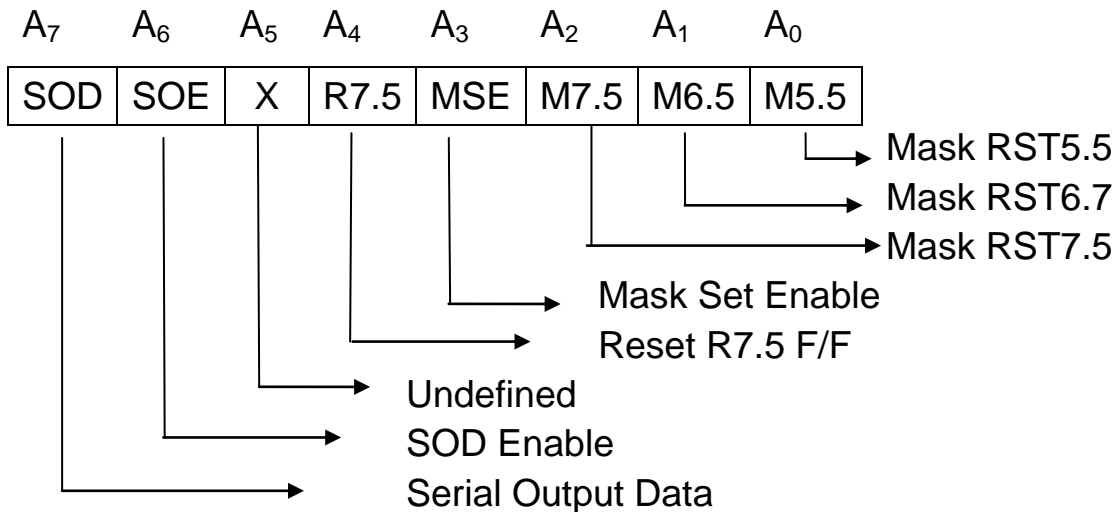 A₇ A₆ A₅ A₄ A₃ A₂ A₁ A₀
SOD SOE X R7.5 MSE M7.5 M6.5 M5.5
Mask RST5.5
Mask RST6.7
Mask RST7.5
Mask Set Enable
Reset R7.5 F/F
Undefined
SOD Enable
Serial Output Data